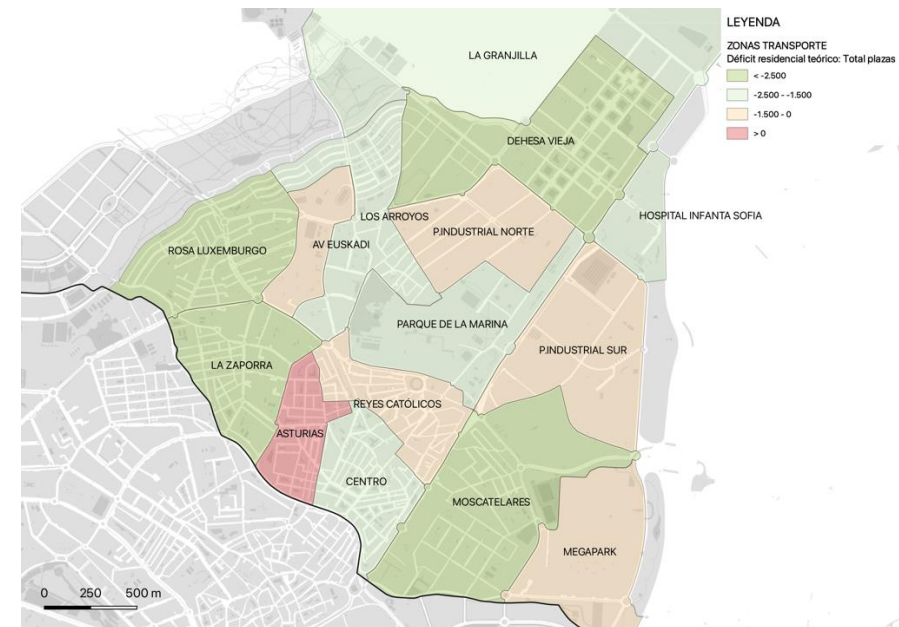 LEYENDA
ZONAS TRANSPORTE
Déficit residencial teórico: Total plazas
< -2.500
-2.500 - -1.500
-1.500 - 0
> 0
LA GRANJILLA
DEHESA VIEJA
HOSPITAL INFANTA SOFIA
LOS ARROYOS
P.INDUSTRIAL NORTE
AV EUSKADI
ROSA LUXEMBURGO
PARQUE DE LA MARINA
P.INDUSTRIAL SUR
LA ZAPORRA
REYES CATÓLICOS
ASTURIAS
CENTRO
MOSCATELARES
MEGAPARK
0 250 500 m